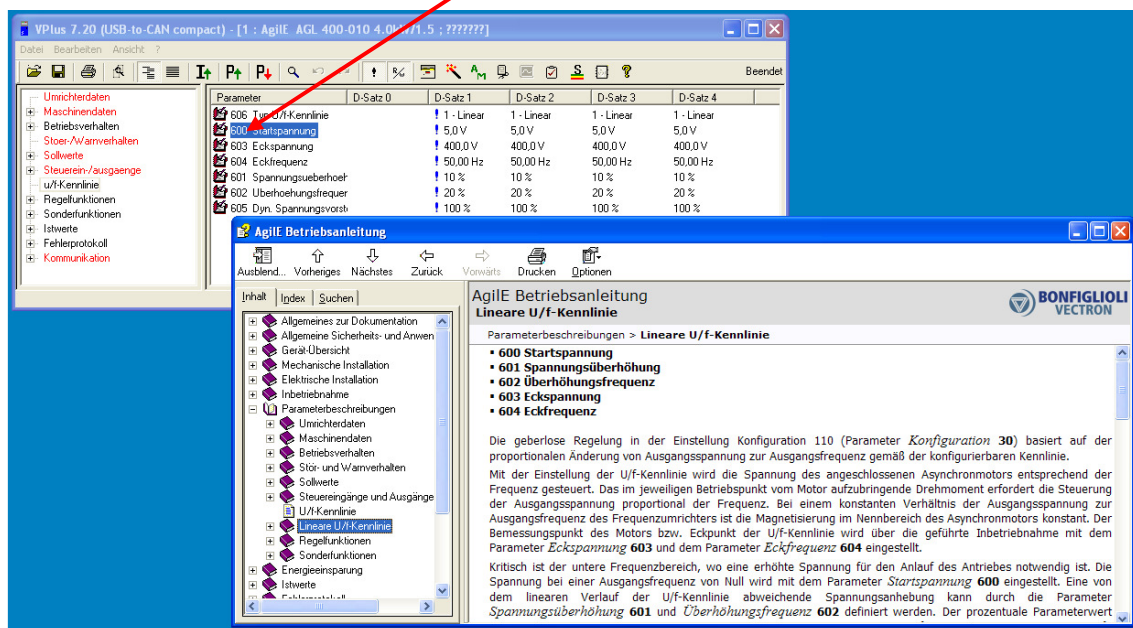 VPlus 7.20 (USB-to-CAN compact) - [1 : AgilE AGL 400-010 4.0kW/1.5 ; ???????]
Datei Bearbeiten Ansicht ?
Beendet
Umrichterdaten
Maschinendaten
Betriebsverhalten
Stoer-/Warnverhalten
Sollwerte
Steuerein-/ausgaenge
u/f-Kennlinie
Regelfunktionen
Sonderfunktionen
Istwerte
Fehlerprotokoll
Kommunikation
Parameter D-Satz 0 D-Satz 1 D-Satz 2 D-Satz 3 D-Satz 4
606 Typ U/f-Kennlinie 1 - Linear 1 - Linear 1 - Linear 1 - Linear
600 Startspannung 5,0 V 5,0 V 5,0 V 5,0 V
603 Eckspannung 400,0 V 400,0 V 400,0 V 400,0 V
604 Eckfrequenz 50,00 Hz 50,00 Hz 50,00 Hz 50,00 Hz
601 Spannungsueberhoeh 10 % 10 % 10 % 10 %
602 Uberhoehungsfrequer 20 % 20 % 20 % 20 %
605 Dyn. Spannungsvorst 100 % 100 % 100 % 100 %
AgilE Betriebsanleitung
Ausblend... Vorheriges Nächstes Zurück Vorwärts Drucken Optionen
Inhalt Index Suchen
Allgemeines zur Dokumentation
Allgemeine Sicherheits- und Anwen
Gerät-Übersicht
Mechanische Installation
Elektrische Installation
Inbetriebnahme
Parameterbeschreibungen
Umrichterdaten
Maschinendaten
Betriebsverhalten
Stör- und Warnverhalten
Sollwerte
Steuereingänge und Ausgänge
U/f-Kennlinie
Lineare U/f-Kennlinie
Regelfunktionen
Sonderfunktionen
Energieeinsparung
Istwerte
AgilE Betriebsanleitung
Lineare U/f-Kennlinie
BONFIGLIOLI
VECTRON
Parameterbeschreibungen > Lineare U/f-Kennlinie
▪ 600 Startspannung
▪ 601 Spannungsüberhöhung
▪ 602 Überhöhungsfrequenz
▪ 603 Eckspannung
▪ 604 Eckfrequenz
Die geberlose Regelung in der Einstellung Konfiguration 110 (Parameter Konfiguration 30) basiert auf der
proportionalen Änderung von Ausgangsspannung zur Ausgangsfrequenz gemäß der konfigurierbaren Kennlinie.
Mit der Einstellung der U/f-Kennlinie wird die Spannung des angeschlossenen Asynchronmotors entsprechend der
Frequenz gesteuert. Das im jeweiligen Betriebspunkt vom Motor aufzubringende Drehmoment erfordert die Steuerung
der Ausgangsspannung proportional der Frequenz. Bei einem konstanten Verhältnis der Ausgangsspannung zur
Ausgangsfrequenz des Frequenzumrichters ist die Magnetisierung im Nennbereich des Asynchronmotors konstant. Der
Bemessungspunkt des Motors bzw. Eckpunkt der U/f-Kennlinie wird über die geführte Inbetriebnahme mit dem
Parameter Eckspannung 603 und dem Parameter Eckfrequenz 604 eingestellt.
Kritisch ist der untere Frequenzbereich, wo eine erhöhte Spannung für den Anlauf des Antriebes notwendig ist. Die
Spannung bei einer Ausgangsfrequenz von Null wird mit dem Parameter Startspannung 600 eingestellt. Eine von
dem linearen Verlauf der U/f-Kennlinie abweichende Spannungsanhebung kann durch die Parameter
Spannungsüberhöhung 601 und Überhöhungsfrequenz 602 definiert werden. Der prozentuale Parameterwert